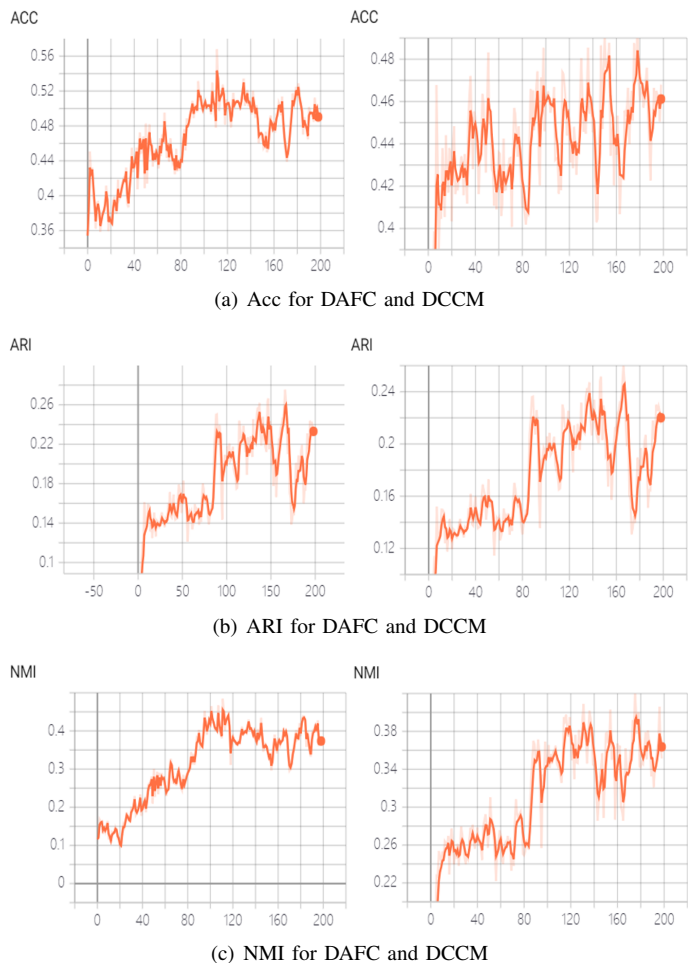 ACC
0.56
0.52
0.48
0.44
0.4
0.36
0 40 80 120 160 200
ACC
0.48
0.46
0.44
0.42
0.4
0 40 80 120 160 200
(a) Acc for DAFC and DCCM
ARI
0.26
0.22
0.18
0.14
0.1
-50 0 50 100 150 200
ARI
0.24
0.2
0.16
0.12
0 40 80 120 160 200
(b) ARI for DAFC and DCCM
NMI
0.4
0.3
0.2
0.1
0
0 40 80 120 160 200
NMI
0.38
0.34
0.3
0.26
0.22
0 40 80 120 160 200
(c) NMI for DAFC and DCCM